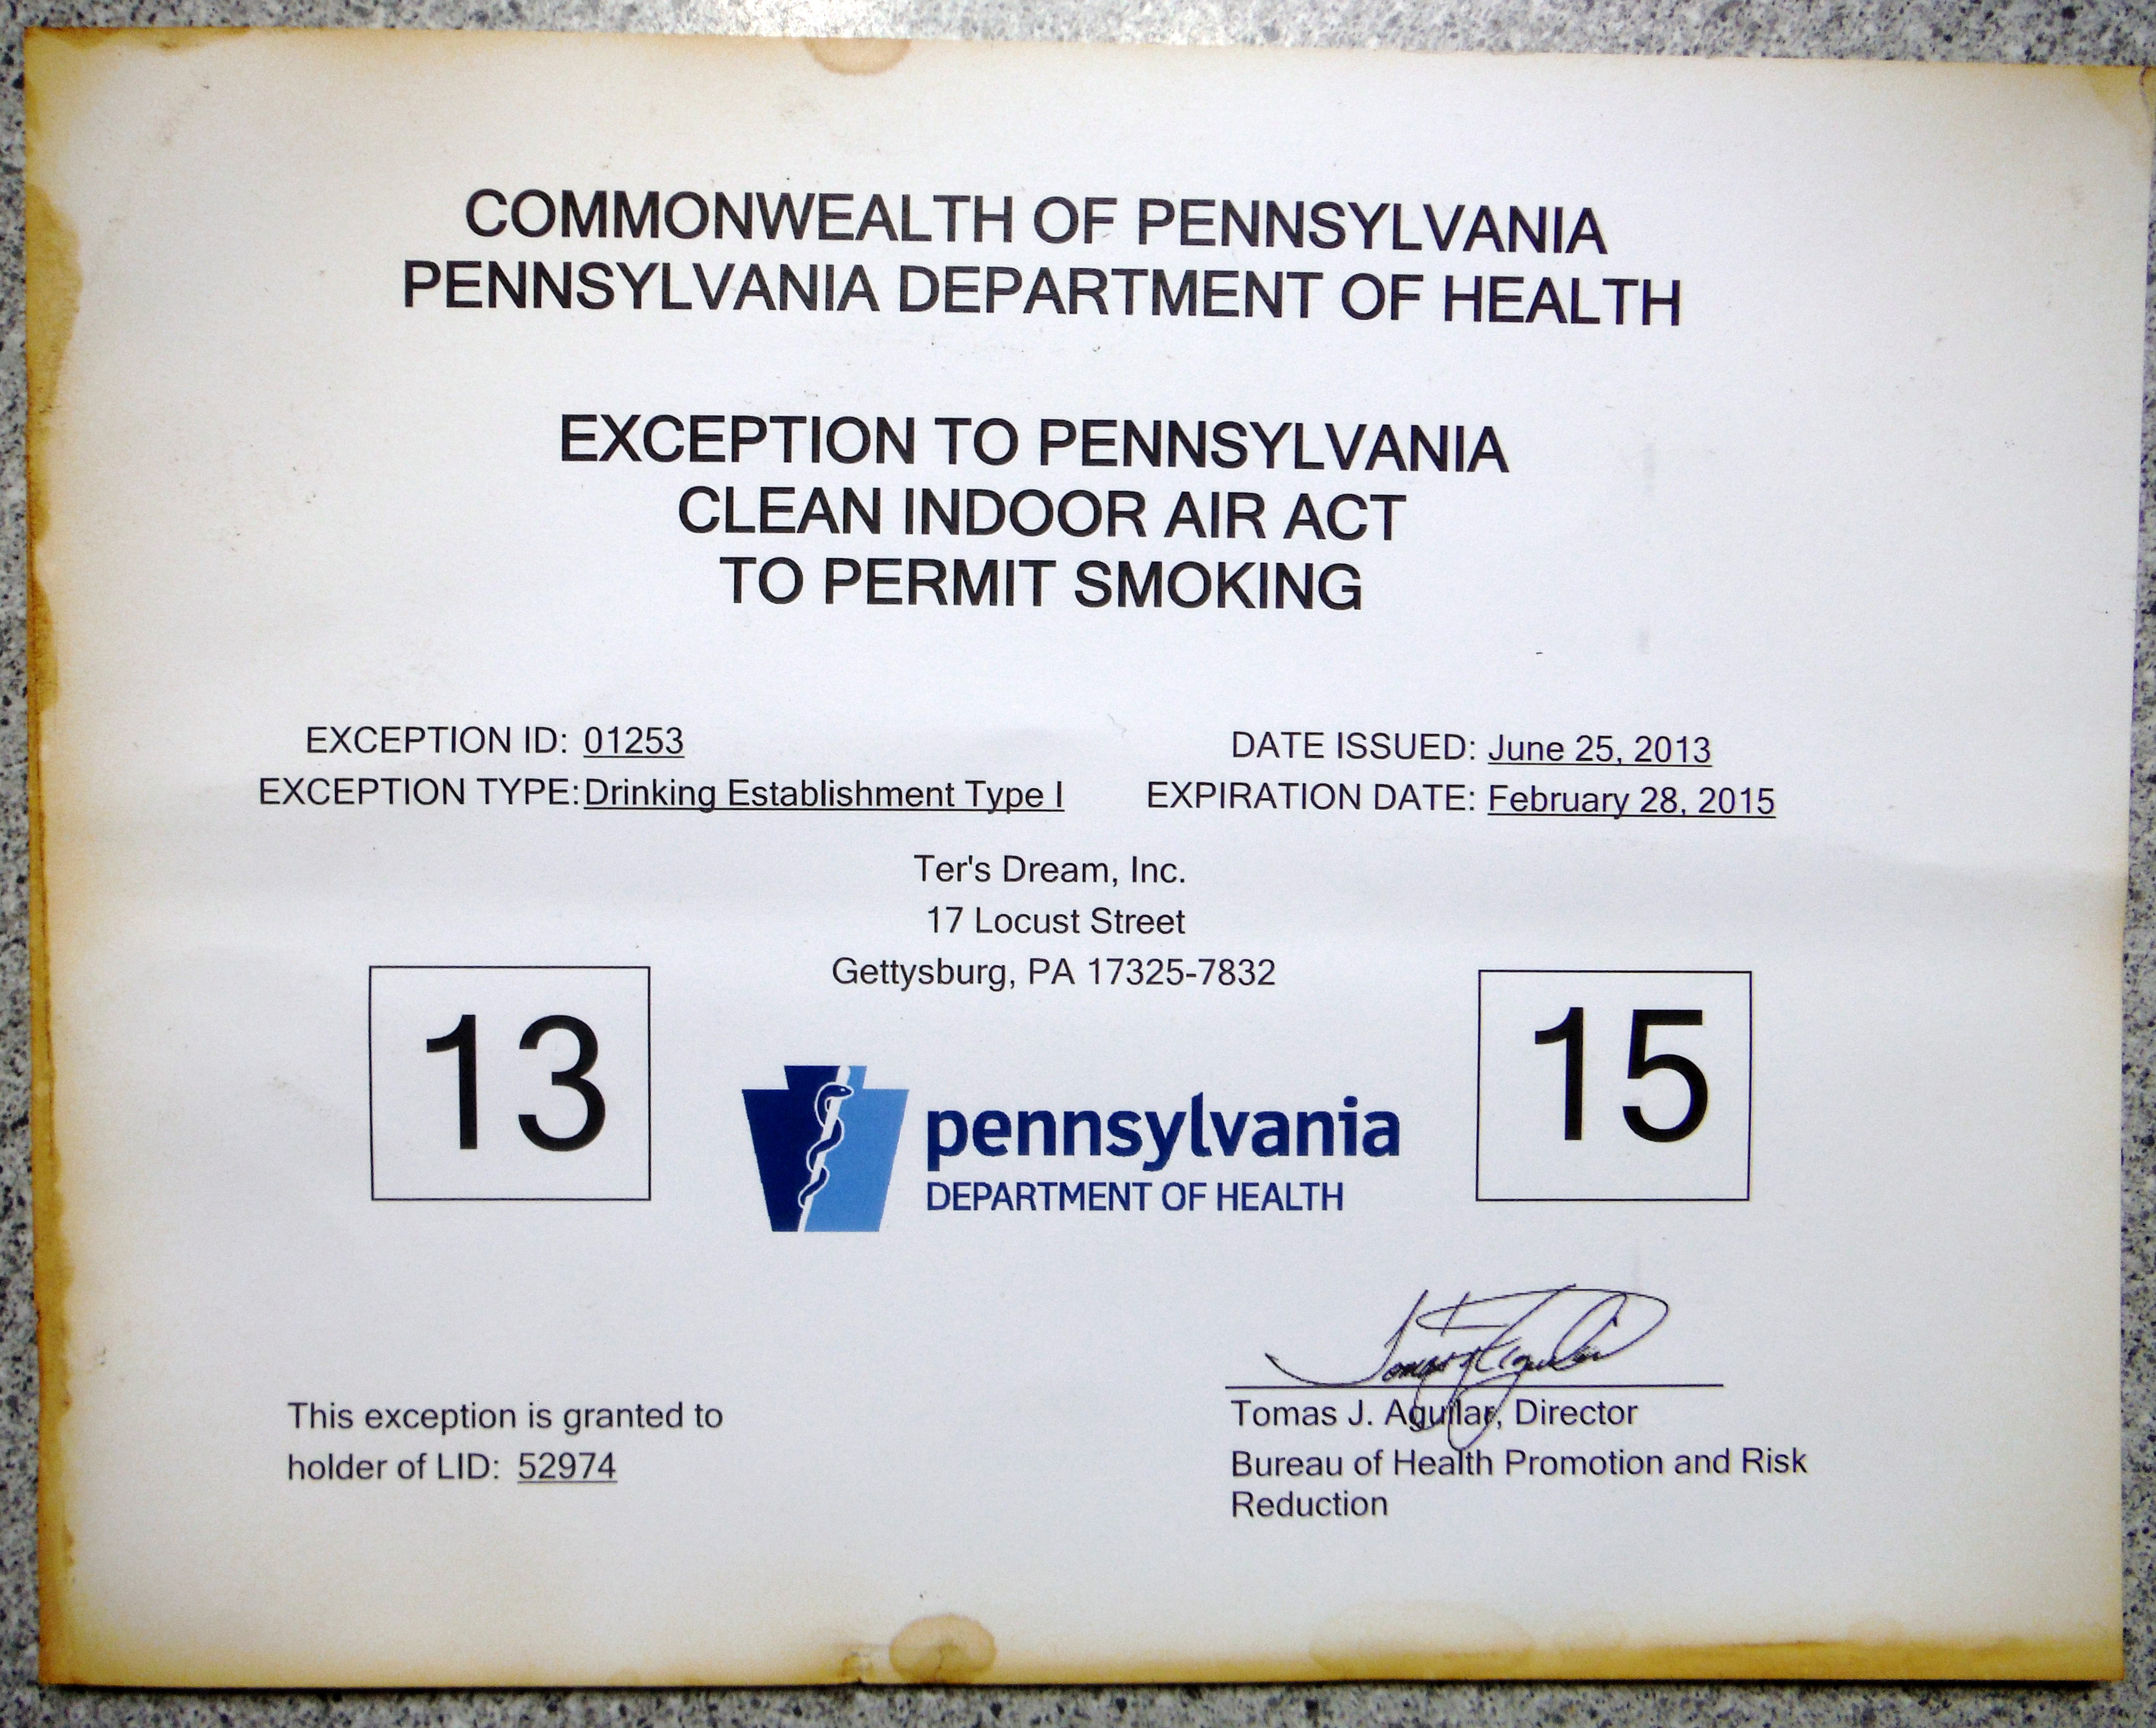 COMMONWEALTH OF PENNSYLVANIA
PENNSYLVANIA DEPARTMENT OF HEALTH
EXCEPTION TO PENNSYLVANIA
CLEAN INDOOR AIR ACT
TO PERMIT SMOKING
EXCEPTION ID: 01253
EXCEPTION TYPE: Drinking Establishment Type I
DATE ISSUED: June 25, 2013
EXPIRATION DATE: February 28, 2015
Ter's Dream, Inc.
17 Locust Street
Gettysburg, PA 17325-7832
13
pennsylvania
DEPARTMENT OF HEALTH
15
This exception is granted to
holder of LID: 52974
Tomas J. Aguilar, Director
Bureau of Health Promotion and Risk
Reduction